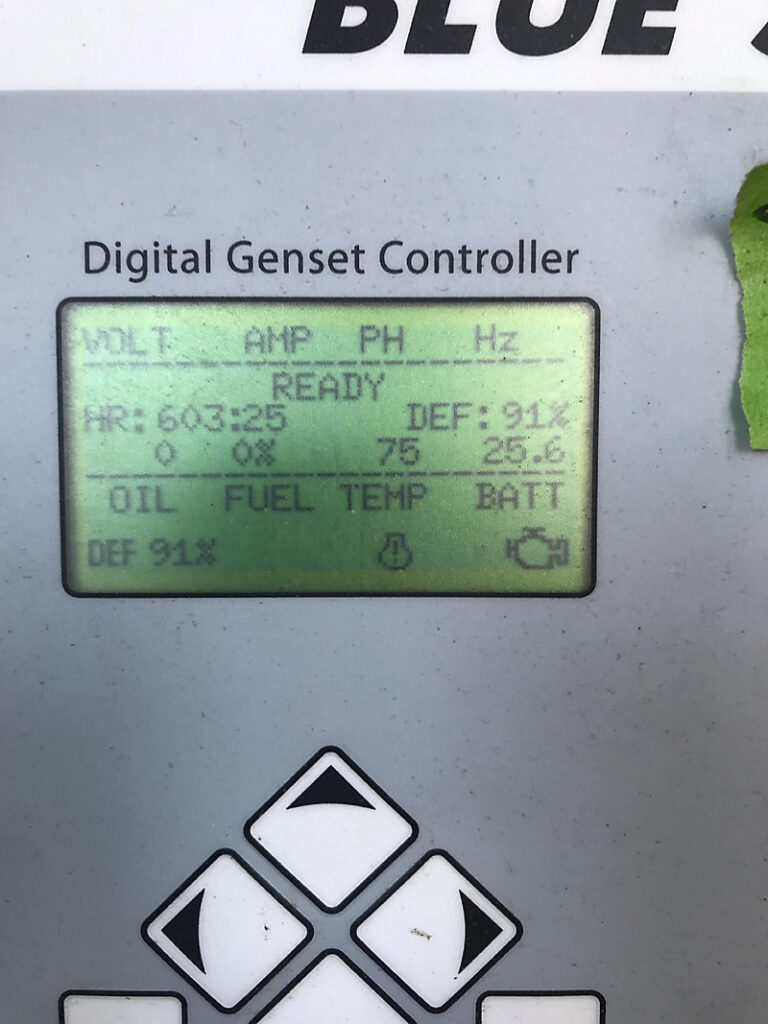 BLUE
Digital Genset Controller
VOLT AMP PH Hz
READY
HR: 603:25 DEF: 91%
0 0% 75 25.6
OIL FUEL TEMP BATT
DEF 91%